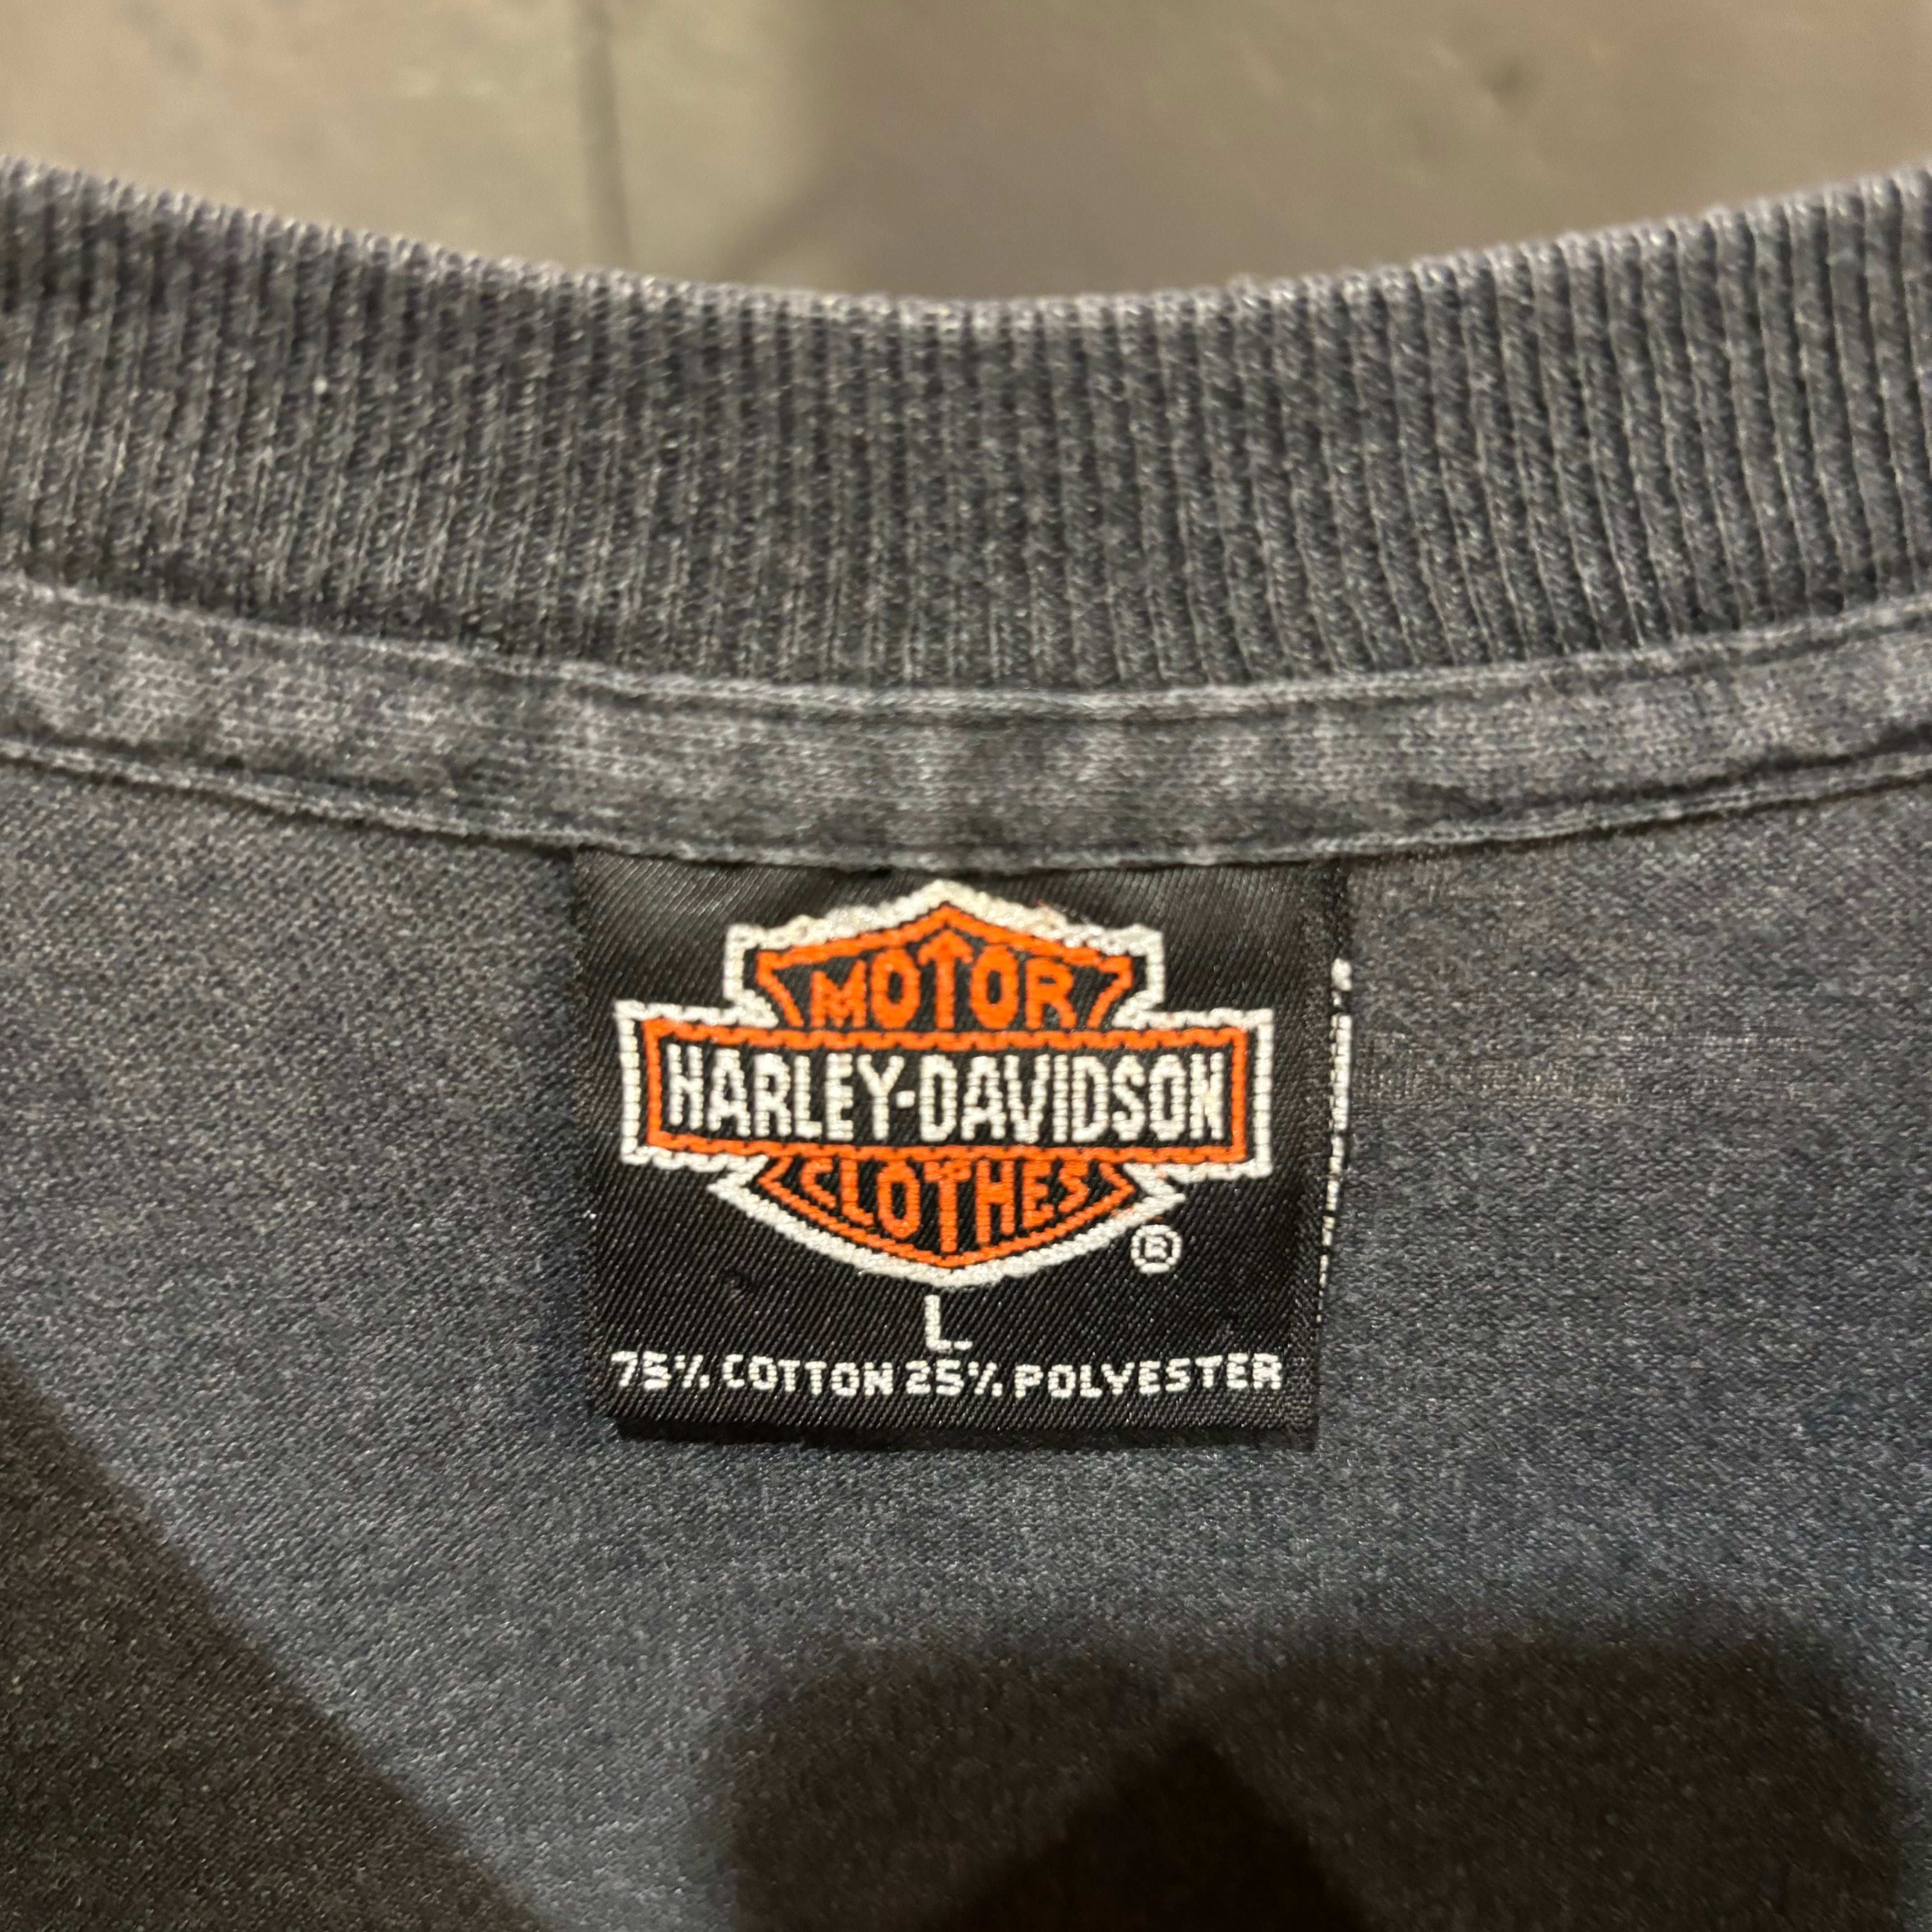 MOTOR
HARLEY-DAVIDSON
CLOTHES
®
L
75% COTTON 25% POLYESTER